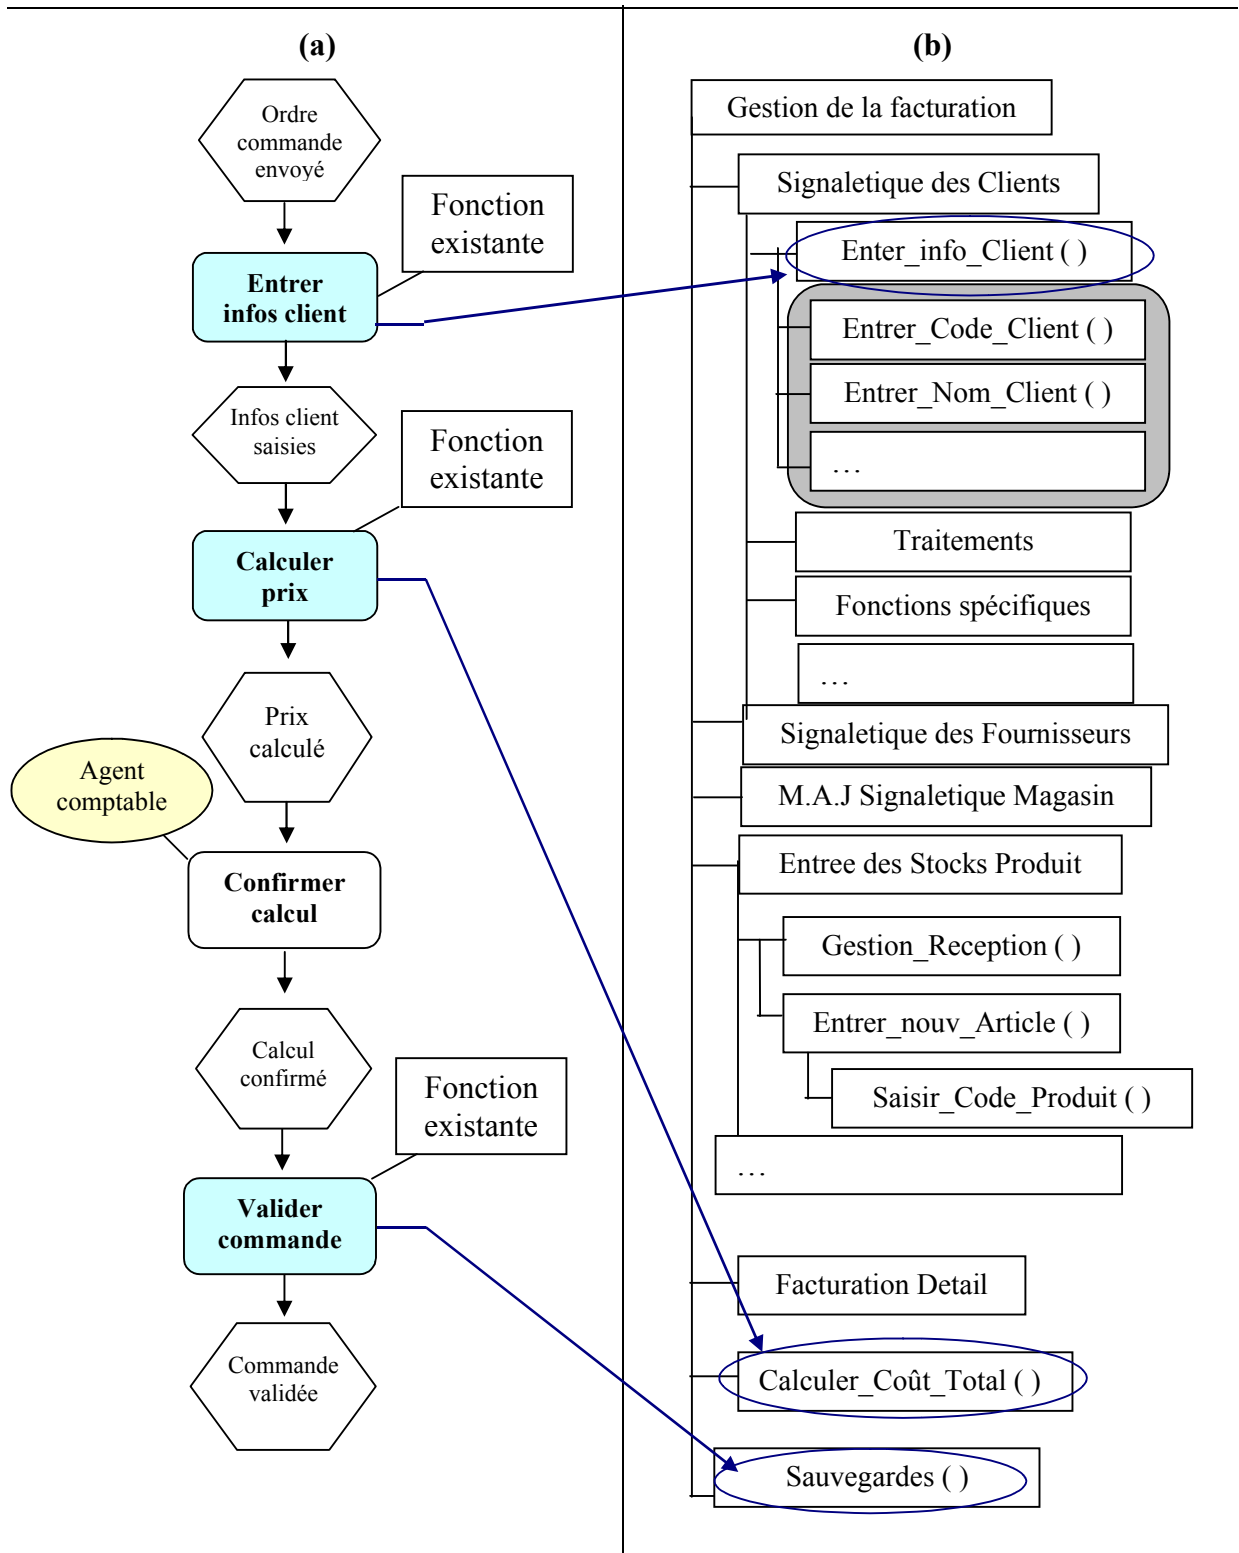 (a)
Ordre
commande
envoyé
Fonction
existante
Entrer
infos client
Infos client
saisies
Fonction
existante
Calculer
prix
Prix
calculé
Agent
comptable
Confirmer
calcul
Calcul
confirmé
Fonction
existante
Valider
commande
Commande
validée
(b)
Gestion de la facturation
Signaletique des Clients
Enter_info_Client ( )
Entrer_Code_Client ( )
Entrer_Nom_Client ( )
…
Traitements
Fonctions spécifiques
…
Signaletique des Fournisseurs
M.A.J Signaletique Magasin
Entree des Stocks Produit
Gestion_Reception ( )
Entrer_nouv_Article ( )
Saisir_Code_Produit ( )
…
Facturation Detail
Calculer_Coût_Total ( )
Sauvegardes ( )